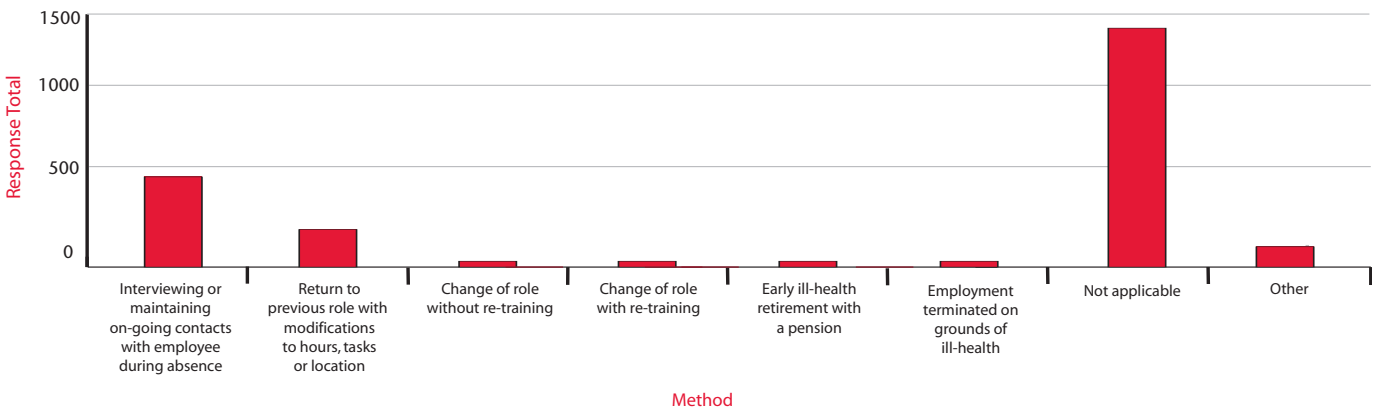 1500
1000
500
0
Response Total
Interviewing or
maintaining
on-going contacts
with employee
during absence
Return to
previous role with
modifications
to hours, tasks
or location
Change of role
without re-training
Change of role
with re-training
Early ill-health
retirement with
a pension
Employment
terminated on
grounds of
ill-health
Not applicable
Other
Method